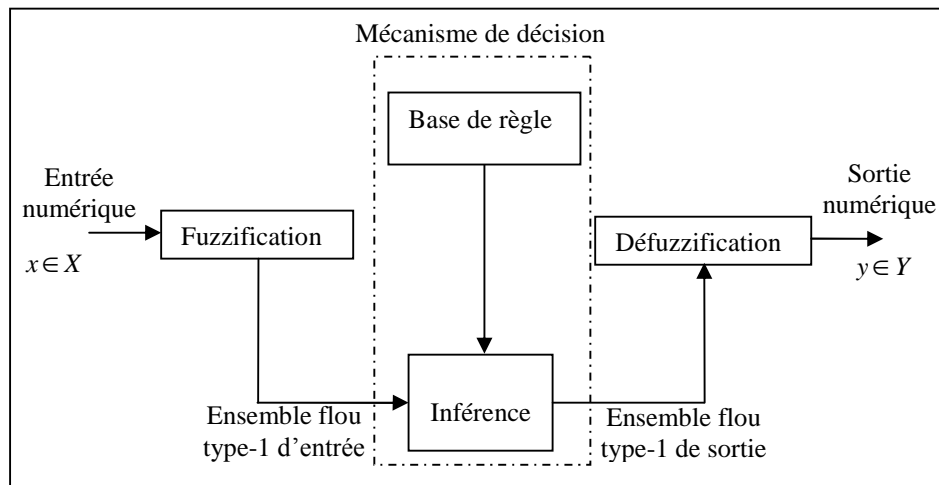 Mécanisme de décision
Base de règle
Entrée
numérique
x ∈ X
Fuzzification
Sortie
numérique
Défuzzification
y ∈ Y
Ensemble flou
type-1 d’entrée
Inférence
Ensemble flou
type-1 de sortie